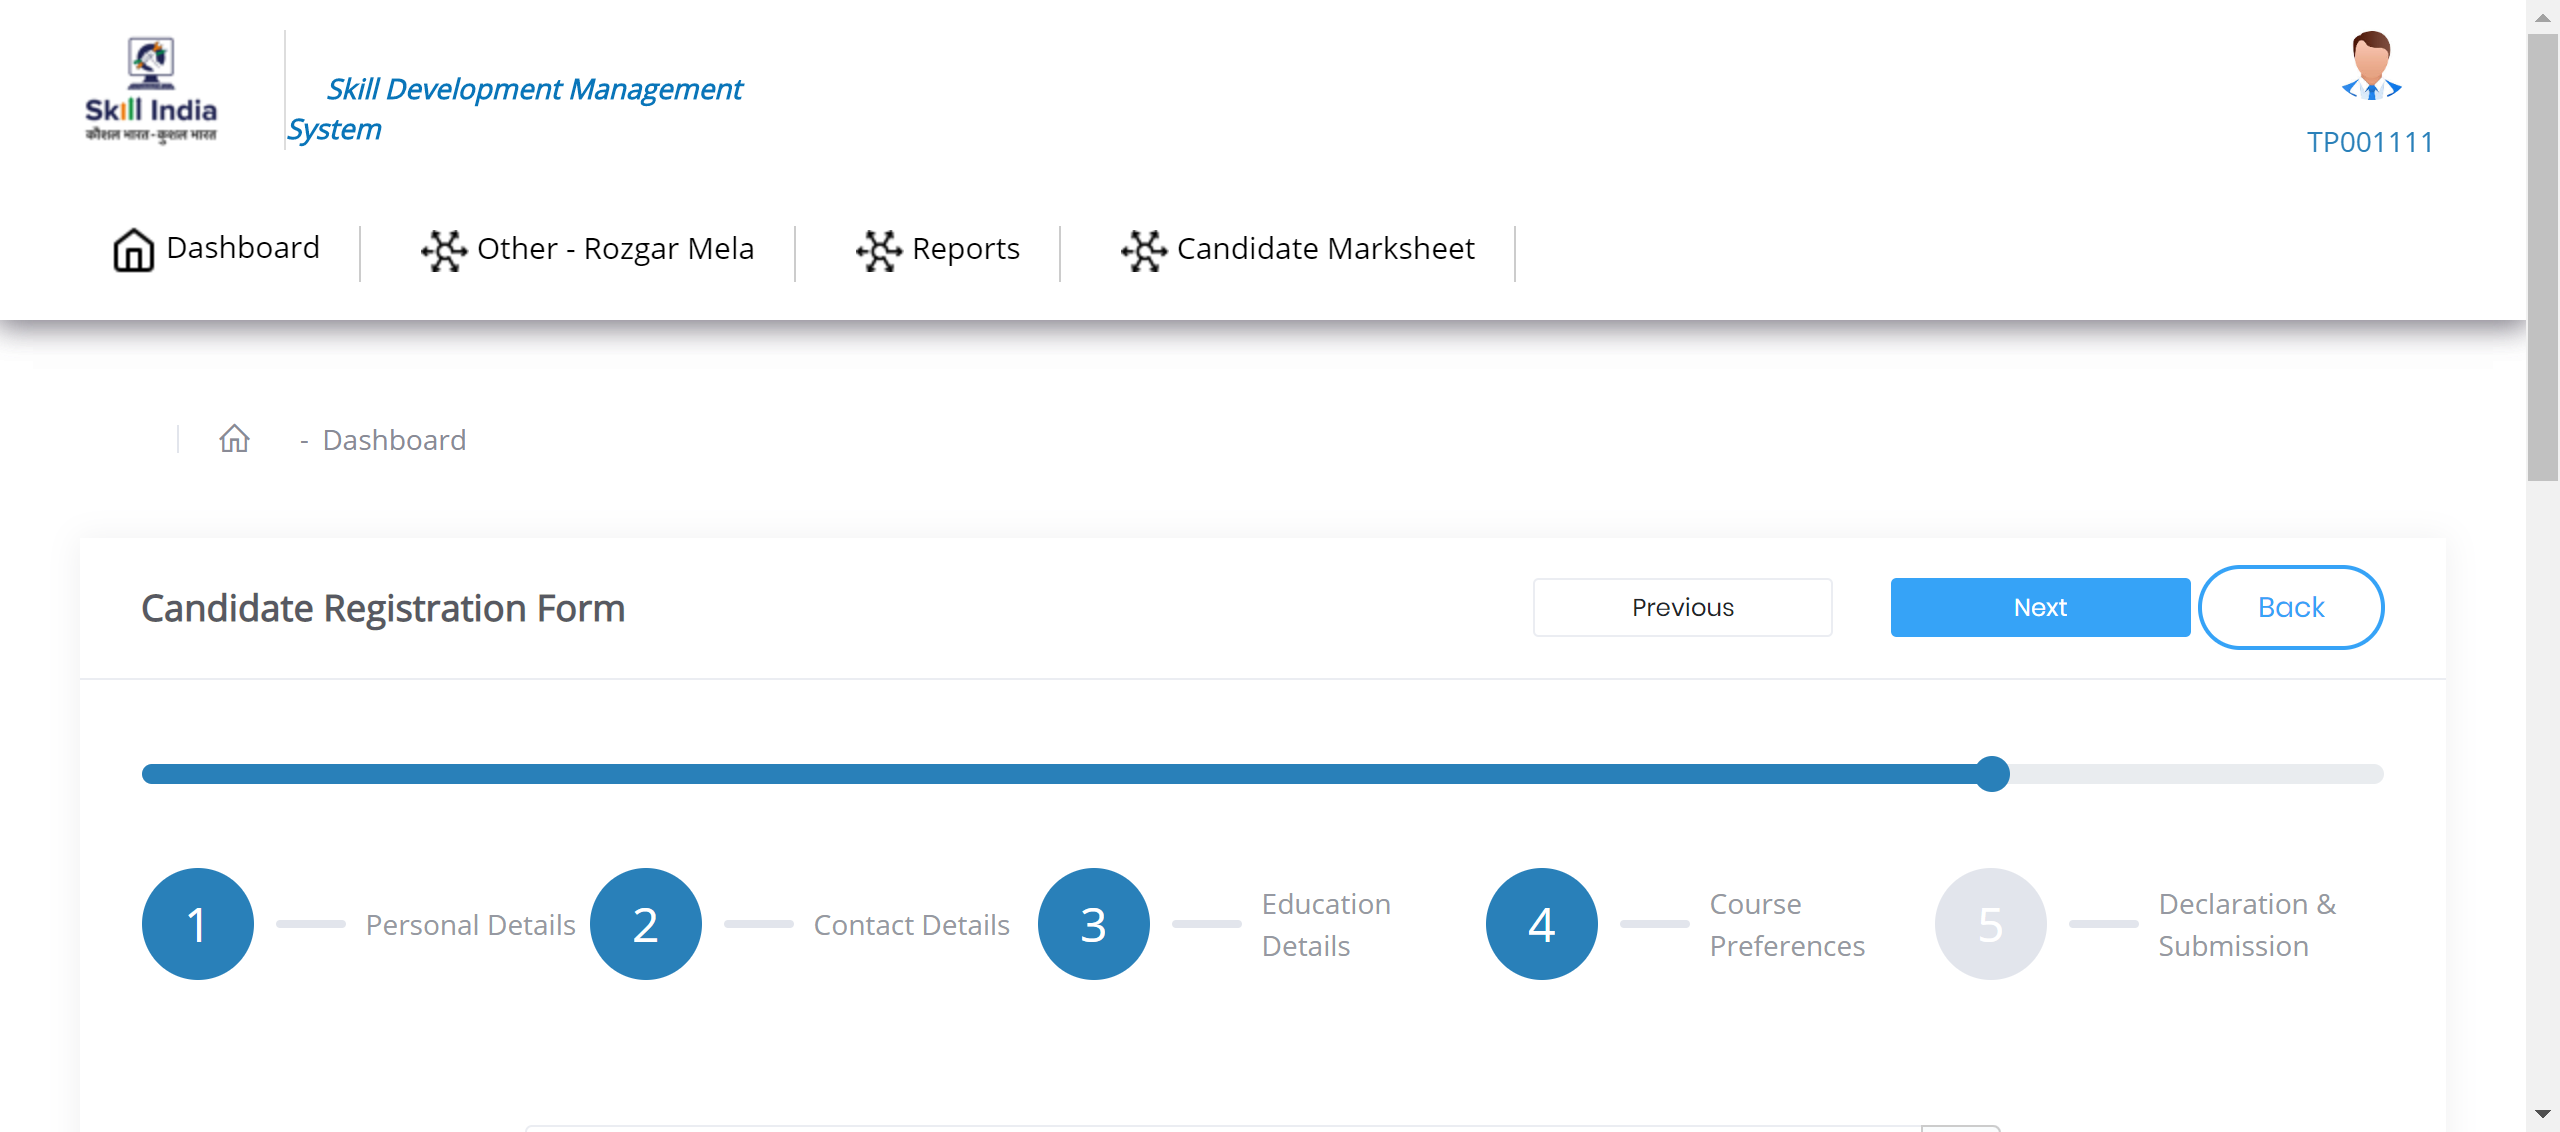 Skill India
कौशल भारत-कुशल भारत
Skill Development Management
System
TP001111
Dashboard
Other - Rozgar Mela
Reports
Candidate Marksheet
- Dashboard
Candidate Registration Form
Previous
Next
Back
1
Personal Details
2
Contact Details
3
Education
Details
4
Course
Preferences
5
Declaration &
Submission